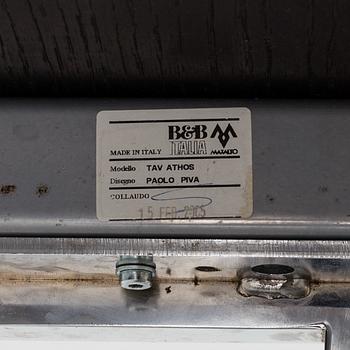 B&B
MADE IN ITALY ITALIA MAXALTO
Modello TAV ATHOS
Disegno PAOLO PIVA
COLLAUDO
15 FEB 2005